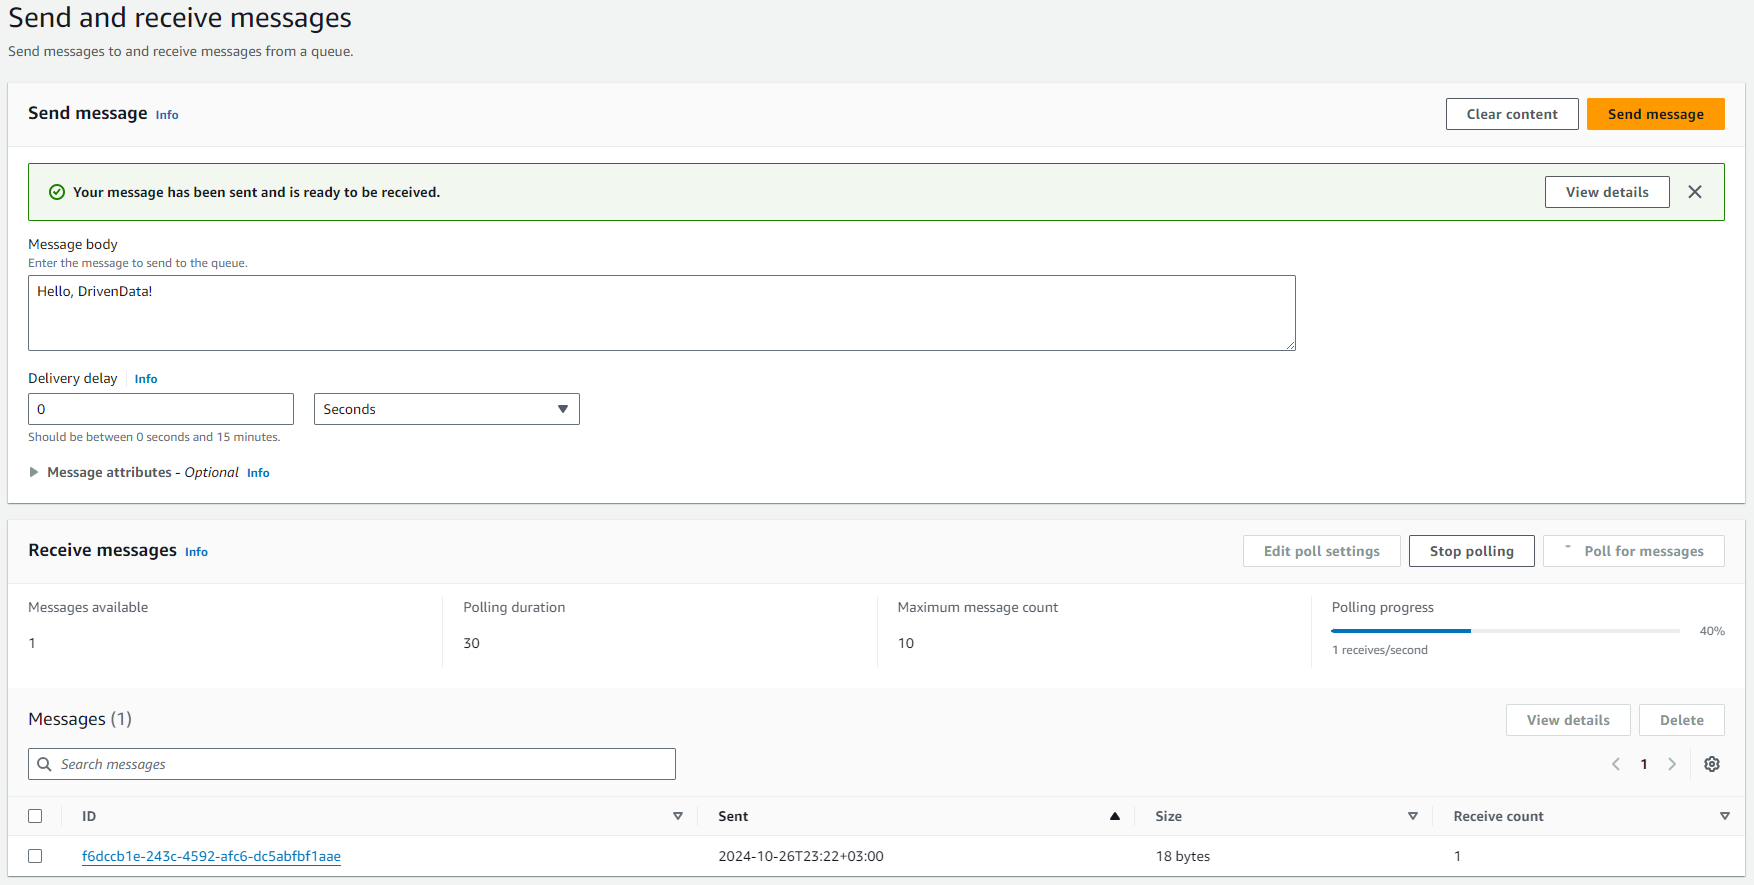 Send and receive messages
Send messages to and receive messages from a queue.
Send message Info
Clear content
Send message
Your message has been sent and is ready to be received.
View details
Message body
Enter the message to send to the queue.
Hello, DrivenData!
Delivery delay Info
0
Seconds
Should be between 0 seconds and 15 minutes.
Message attributes - Optional Info
Receive messages Info
Edit poll settings
Stop polling
Poll for messages
Messages available
1
Polling duration
30
Maximum message count
10
Polling progress
40%
1 receives/second
Messages (1)
View details
Delete
Search messages
1
ID Sent Size Receive count
f6dccb1e-243c-4592-afc6-dc5abfbf1aae 2024-10-26T23:22+03:00 18 bytes 1